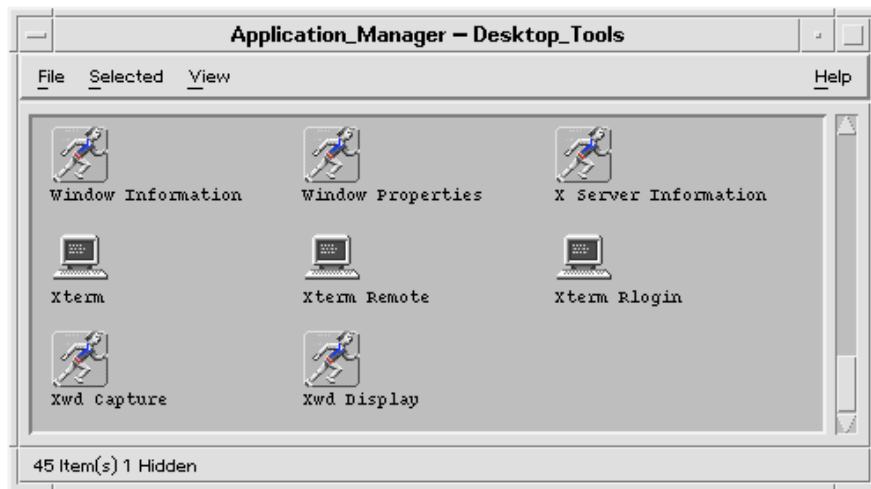 Application_Manager – Desktop_Tools
File Selected View Help
Window Information Window Properties X Server Information
Xterm Xterm Remote Xterm Rlogin
Xwd Capture Xwd Display
45 Item(s) 1 Hidden